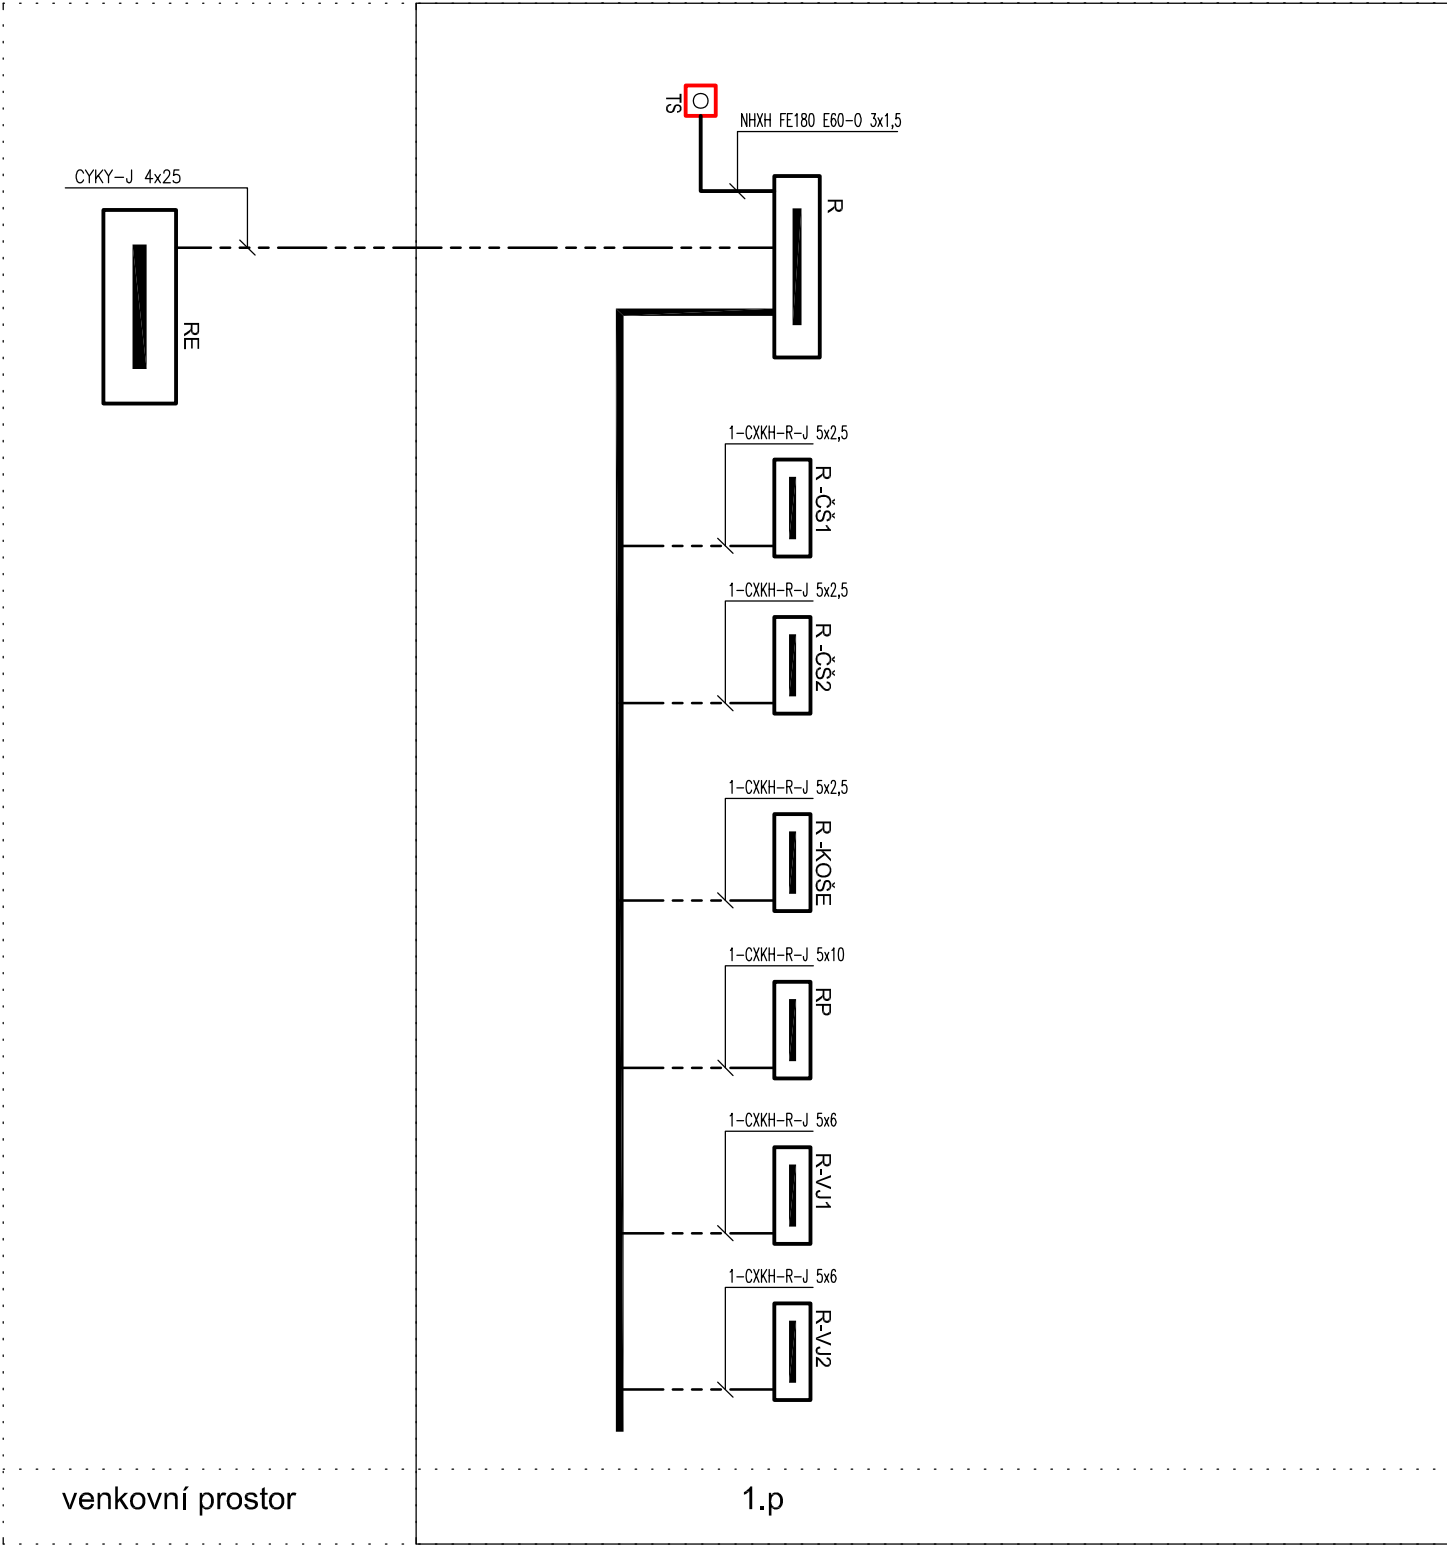 TS
NHXH FE180 E60-O 3x1,5
CYKY-J 4x25
R
RE
1-CXKH-R-J 5x2,5
R -ČŠ1
1-CXKH-R-J 5x2,5
R -ČŠ2
1-CXKH-R-J 5x2,5
R -KOŠE
1-CXKH-R-J 5x10
RP
1-CXKH-R-J 5x6
R-VJ1
1-CXKH-R-J 5x6
R-VJ2
venkovní prostor
1.p